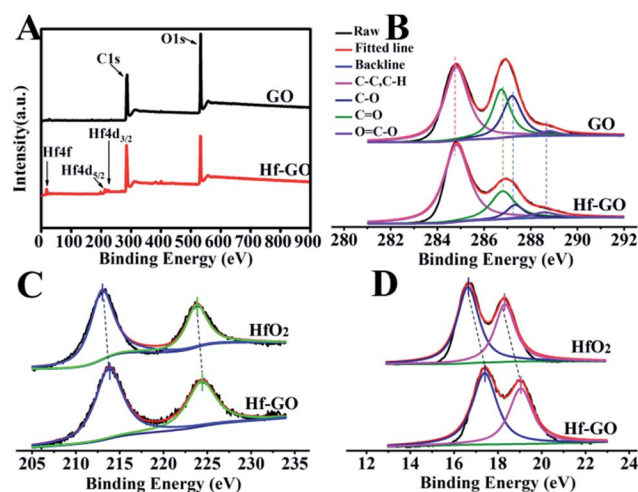 A
C1s
O1s
GO
Hf4d3/2
Hf4f
Hf4d5/2
Hf-GO
Intensity(a.u.)
0 100 200 300 400 500 600 700 800 900
Binding Energy (eV)
B
Raw
Fitted line
Backline
C-C,C-H
C-O
C=O
O=C-O
GO
Hf-GO
280 282 284 286 288 290 292
Binding Energy (eV)
C
HfO2
Hf-GO
205 210 215 220 225 230 235
Binding Energy (eV)
D
HfO2
Hf-GO
14 16 18 20 22 24
Binding Energy (eV)